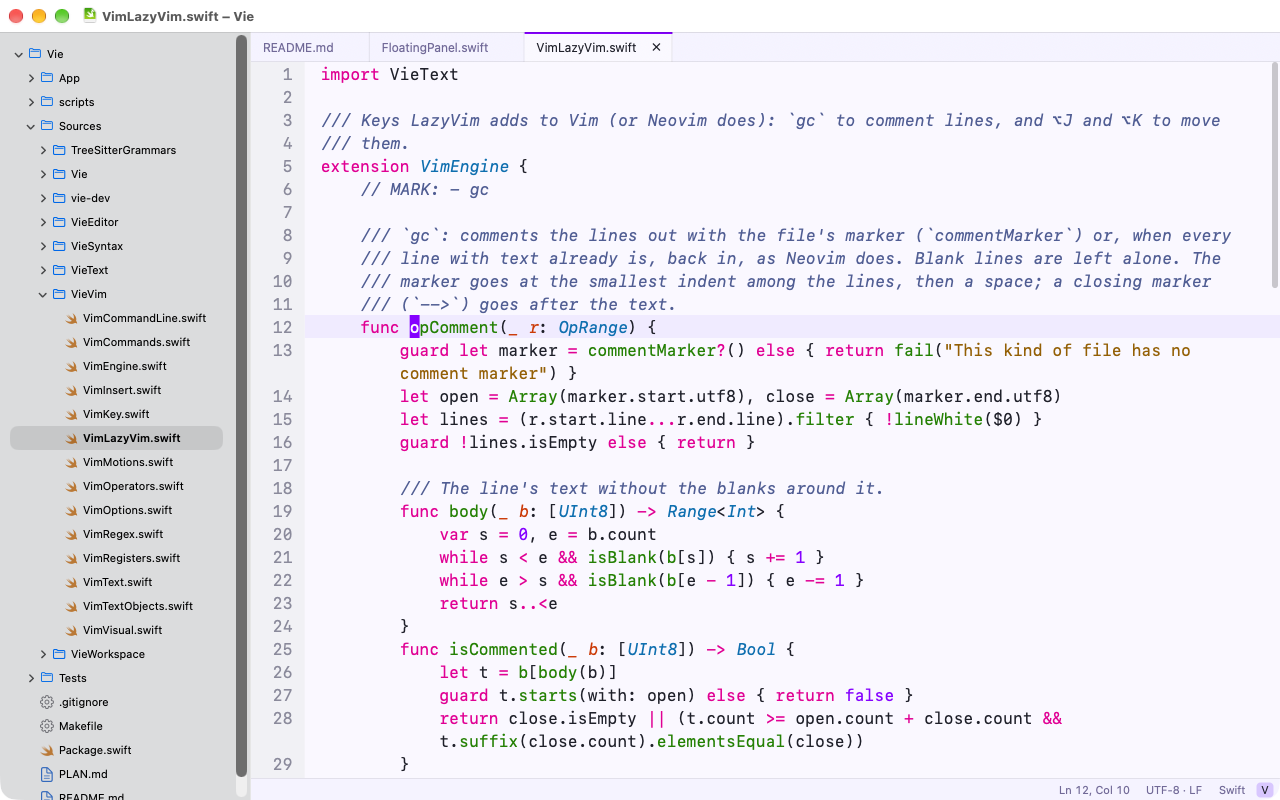 VimLazyVim.swift – Vie
Vie
App
scripts
Sources
TreeSitterGrammars
Vie
vie-dev
VieEditor
VieSyntax
VieText
VieVim
VimCommandLine.swift
VimCommands.swift
VimEngine.swift
VimInsert.swift
VimKey.swift
VimLazyVim.swift
VimMotions.swift
VimOperators.swift
VimOptions.swift
VimRegex.swift
VimRegisters.swift
VimText.swift
VimTextObjects.swift
VimVisual.swift
VieWorkspace
Tests
.gitignore
Makefile
Package.swift
PLAN.md
README.md
README.md FloatingPanel.swift VimLazyVim.swift ✕
1 import VieText
2
3 /// Keys LazyVim adds to Vim (or Neovim does): `gc` to comment lines, and ⌥J and ⌥K to move
4 /// them.
5 extension VimEngine {
6 // MARK: - gc
7
8 /// `gc`: comments the lines out with the file's marker (`commentMarker`) or, when every
9 /// line with text already is, back in, as Neovim does. Blank lines are left alone. The
10 /// marker goes at the smallest indent among the lines, then a space; a closing marker
11 /// (`-->`) goes after the text.
12 func opComment(_ r: OpRange) {
13 guard let marker = commentMarker?() else { return fail("This kind of file has no
comment marker") }
14 let open = Array(marker.start.utf8), close = Array(marker.end.utf8)
15 let lines = (r.start.line...r.end.line).filter { !lineWhite($0) }
16 guard !lines.isEmpty else { return }
17
18 /// The line's text without the blanks around it.
19 func body(_ b: [UInt8]) -> Range<Int> {
20 var s = 0, e = b.count
21 while s < e && isBlank(b[s]) { s += 1 }
22 while e > s && isBlank(b[e - 1]) { e -= 1 }
23 return s..<e
24 }
25 func isCommented(_ b: [UInt8]) -> Bool {
26 let t = b[body(b)]
27 guard t.starts(with: open) else { return false }
28 return close.isEmpty || (t.count >= open.count + close.count &&
t.suffix(close.count).elementsEqual(close))
29 }
Ln 12, Col 10 UTF-8 · LF Swift V